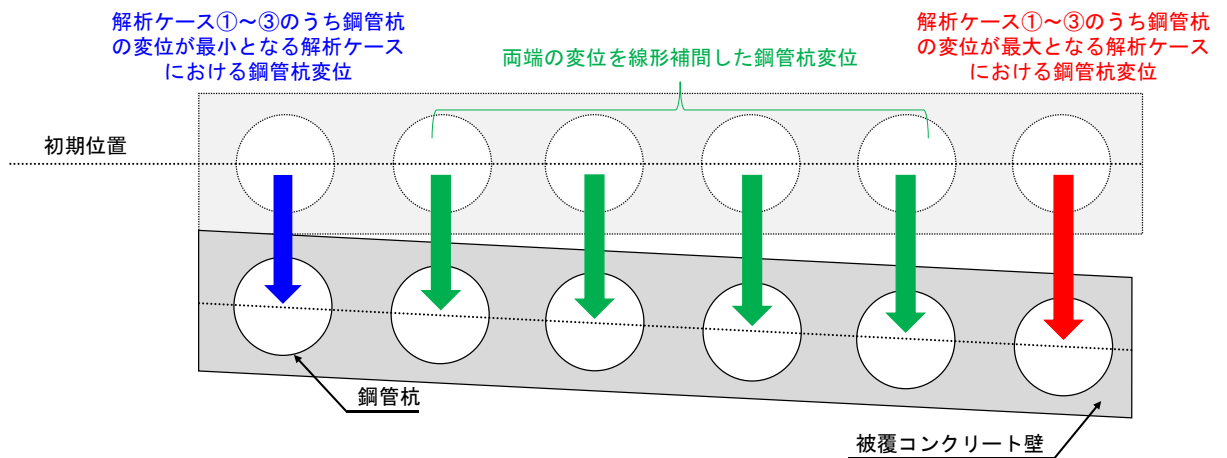 解析ケース①～③のうち鋼管杭
の変位が最小となる解析ケース
における鋼管杭変位
両端の変位を線形補間した鋼管杭変位
解析ケース①～③のうち鋼管杭
の変位が最大となる解析ケース
における鋼管杭変位
初期位置
鋼管杭
被覆コンクリート壁